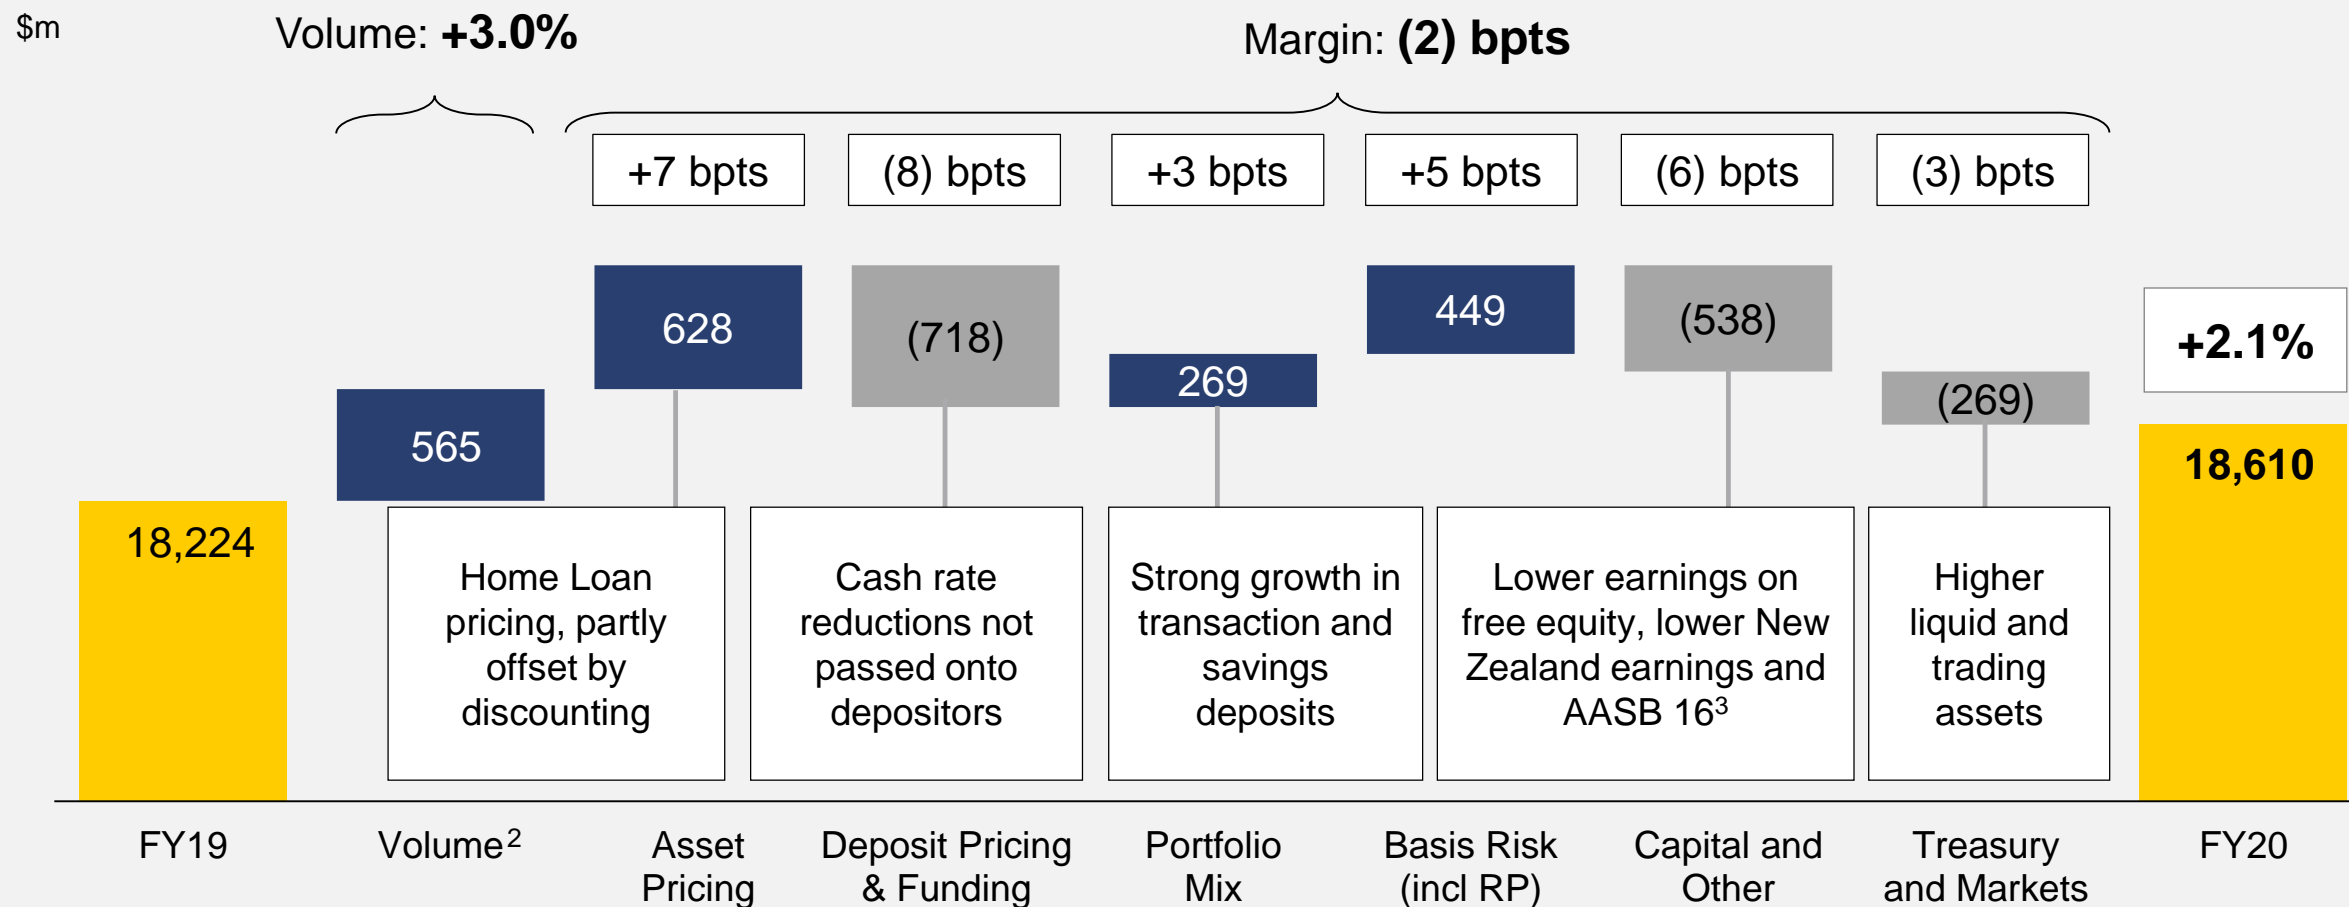 $m
Volume: +3.0%
Margin: (2) bpts
+7 bpts
(8) bpts
+3 bpts
+5 bpts
(6) bpts
(3) bpts
18,224
565
628
(718)
269
449
(538)
(269)
+2.1%
18,610
Home Loan
pricing, partly
offset by
discounting
Cash rate
reductions not
passed onto
depositors
Strong growth in
transaction and
savings
deposits
Lower earnings on
free equity, lower New
Zealand earnings and
AASB 16³
Higher
liquid and
trading
assets
FY19
Volume²
Asset
Pricing
Deposit Pricing
& Funding
Portfolio
Mix
Basis Risk
(incl RP)
Capital and
Other
Treasury
and Markets
FY20